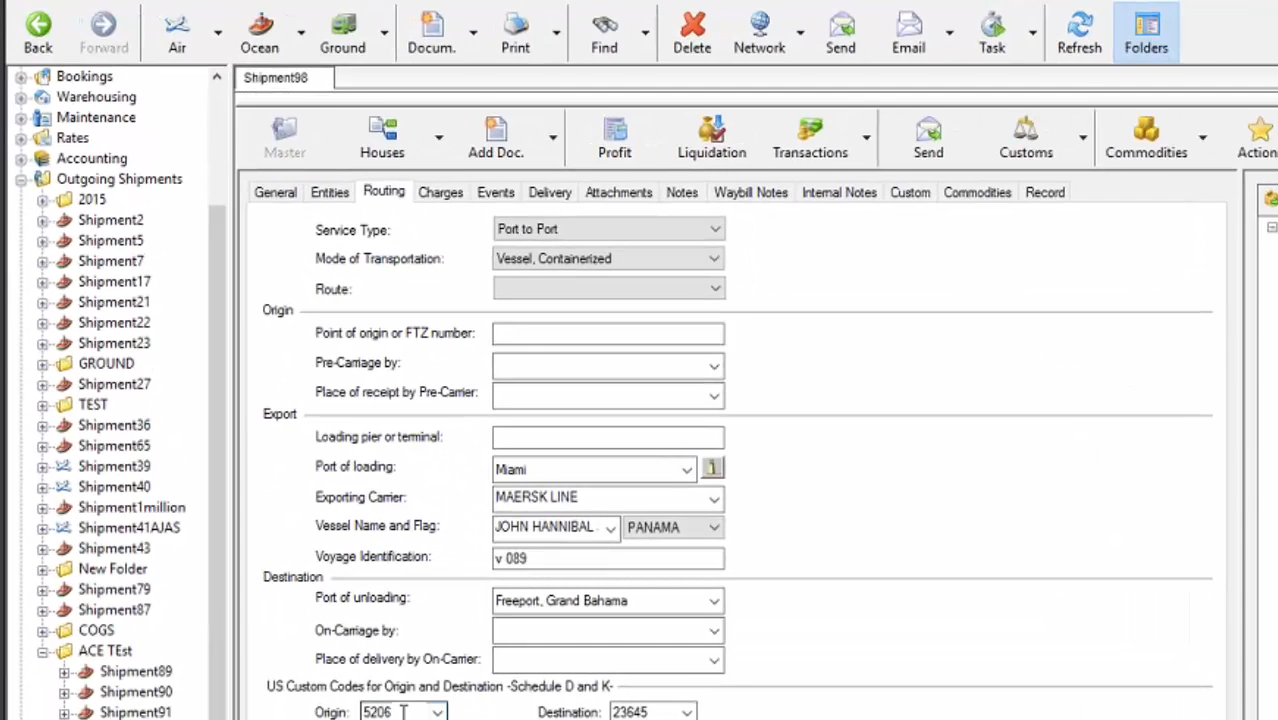 Back Forward Air Ocean Ground Docum. Print Find Delete Network Send Email Task Refresh Folders
Bookings
Warehousing
Maintenance
Rates
Accounting
Outgoing Shipments
2015
Shipment2
Shipment5
Shipment7
Shipment17
Shipment21
Shipment22
Shipment23
GROUND
Shipment27
TEST
Shipment36
Shipment65
Shipment39
Shipment40
Shipment1million
Shipment41AJAS
Shipment43
New Folder
Shipment79
Shipment87
COGS
ACE TEst
Shipment89
Shipment90
Shipment91
Shipment98
Master Houses Add Doc. Profit Liquidation Transactions Send Customs Commodities Action
General Entities Routing Charges Events Delivery Attachments Notes Waybill Notes Internal Notes Custom Commodities Record
Service Type: Port to Port
Mode of Transportation: Vessel, Containerized
Route:
Origin
Point of origin or FTZ number:
Pre-Carriage by:
Place of receipt by Pre-Carrier:
Export
Loading pier or terminal:
Port of loading: Miami
Exporting Carrier: MAERSK LINE
Vessel Name and Flag: JOHN HANNIBAL PANAMA
Voyage Identification: v 089
Destination
Port of unloading: Freeport, Grand Bahama
On-Carriage by:
Place of delivery by On-Carrier:
US Custom Codes for Origin and Destination -Schedule D and K-
Origin: 5206 Destination: 23645